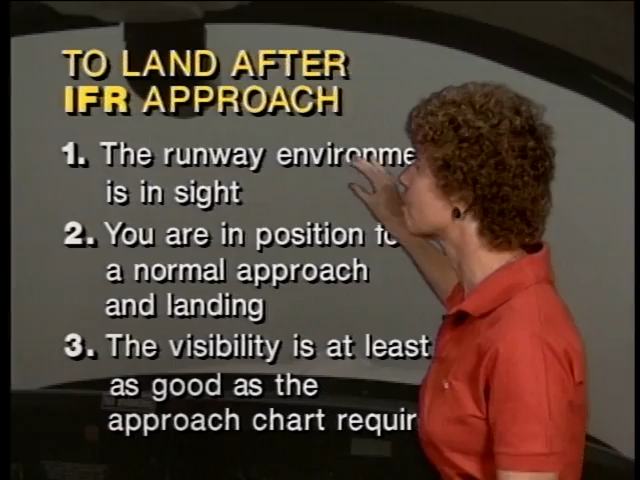 TO LAND AFTER
IFR APPROACH
1. The runway environme
is in sight
2. You are in position
a normal approach
and landing
3. The visibility is at least
as good as the
approach chart requir